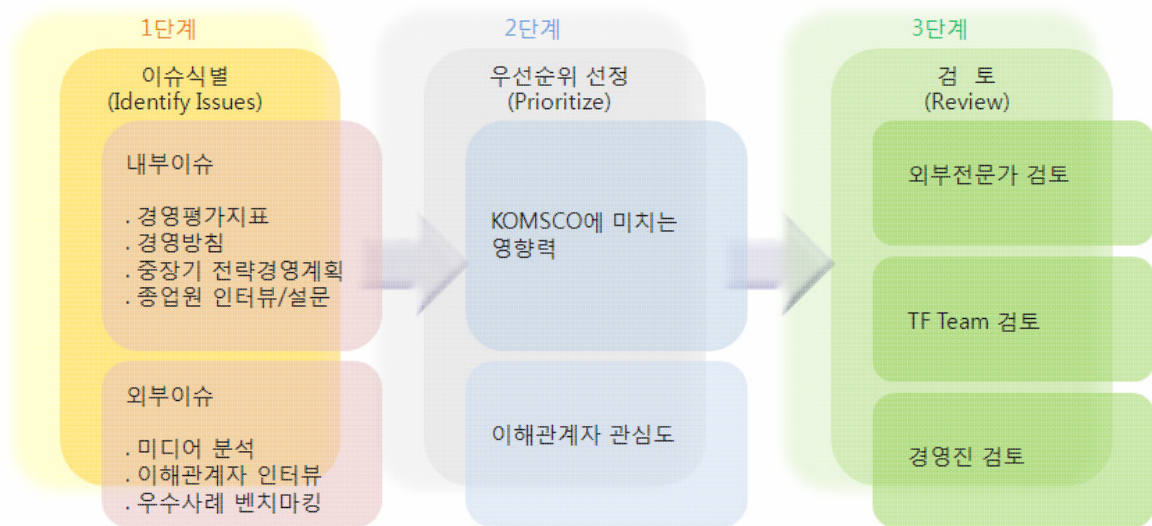 1단계
이슈식별
(Identify Issues)
내부이슈
. 경영평가지표
. 경영방침
. 중장기 전략경영계획
. 종업원 인터뷰/설문
외부이슈
. 미디어 분석
. 이해관계자 인터뷰
. 우수사례 벤치마킹
2단계
우선순위 선정
(Prioritize)
KOMSCO에 미치는
영향력
이해관계자 관심도
3단계
검 토
(Review)
외부전문가 검토
TF Team 검토
경영진 검토